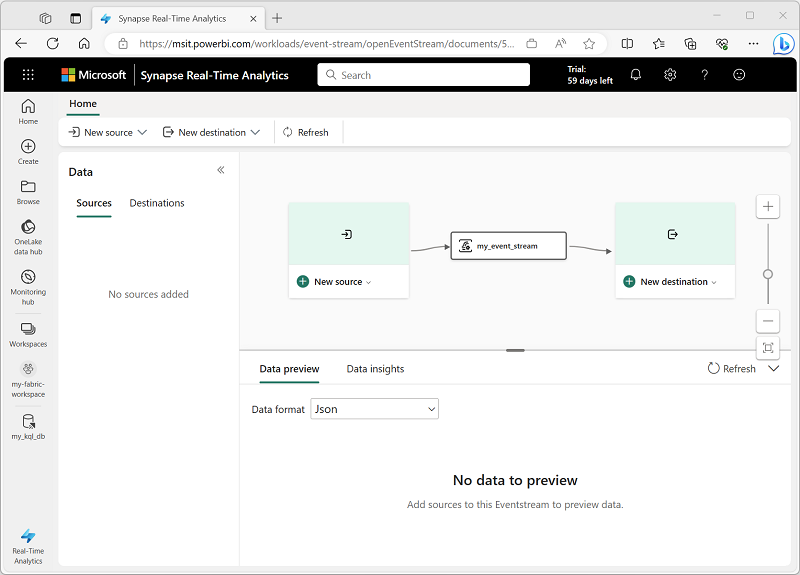 Synapse Real-Time Analytics
https://msit.powerbi.com/workloads/event-stream/openEventStream/documents/5...
Microsoft
Synapse Real-Time Analytics
Search
Trial:
59 days left
Home
Create
Browse
OneLake
data hub
Monitoring
hub
Workspaces
my-fabric-
workspace
my_kql_db
Real-Time
Analytics
Home
New source
New destination
Refresh
Data
Sources
Destinations
No sources added
New source
my_event_stream
New destination
Data preview
Data insights
Refresh
Data format
Json
No data to preview
Add sources to this Eventstream to preview data.